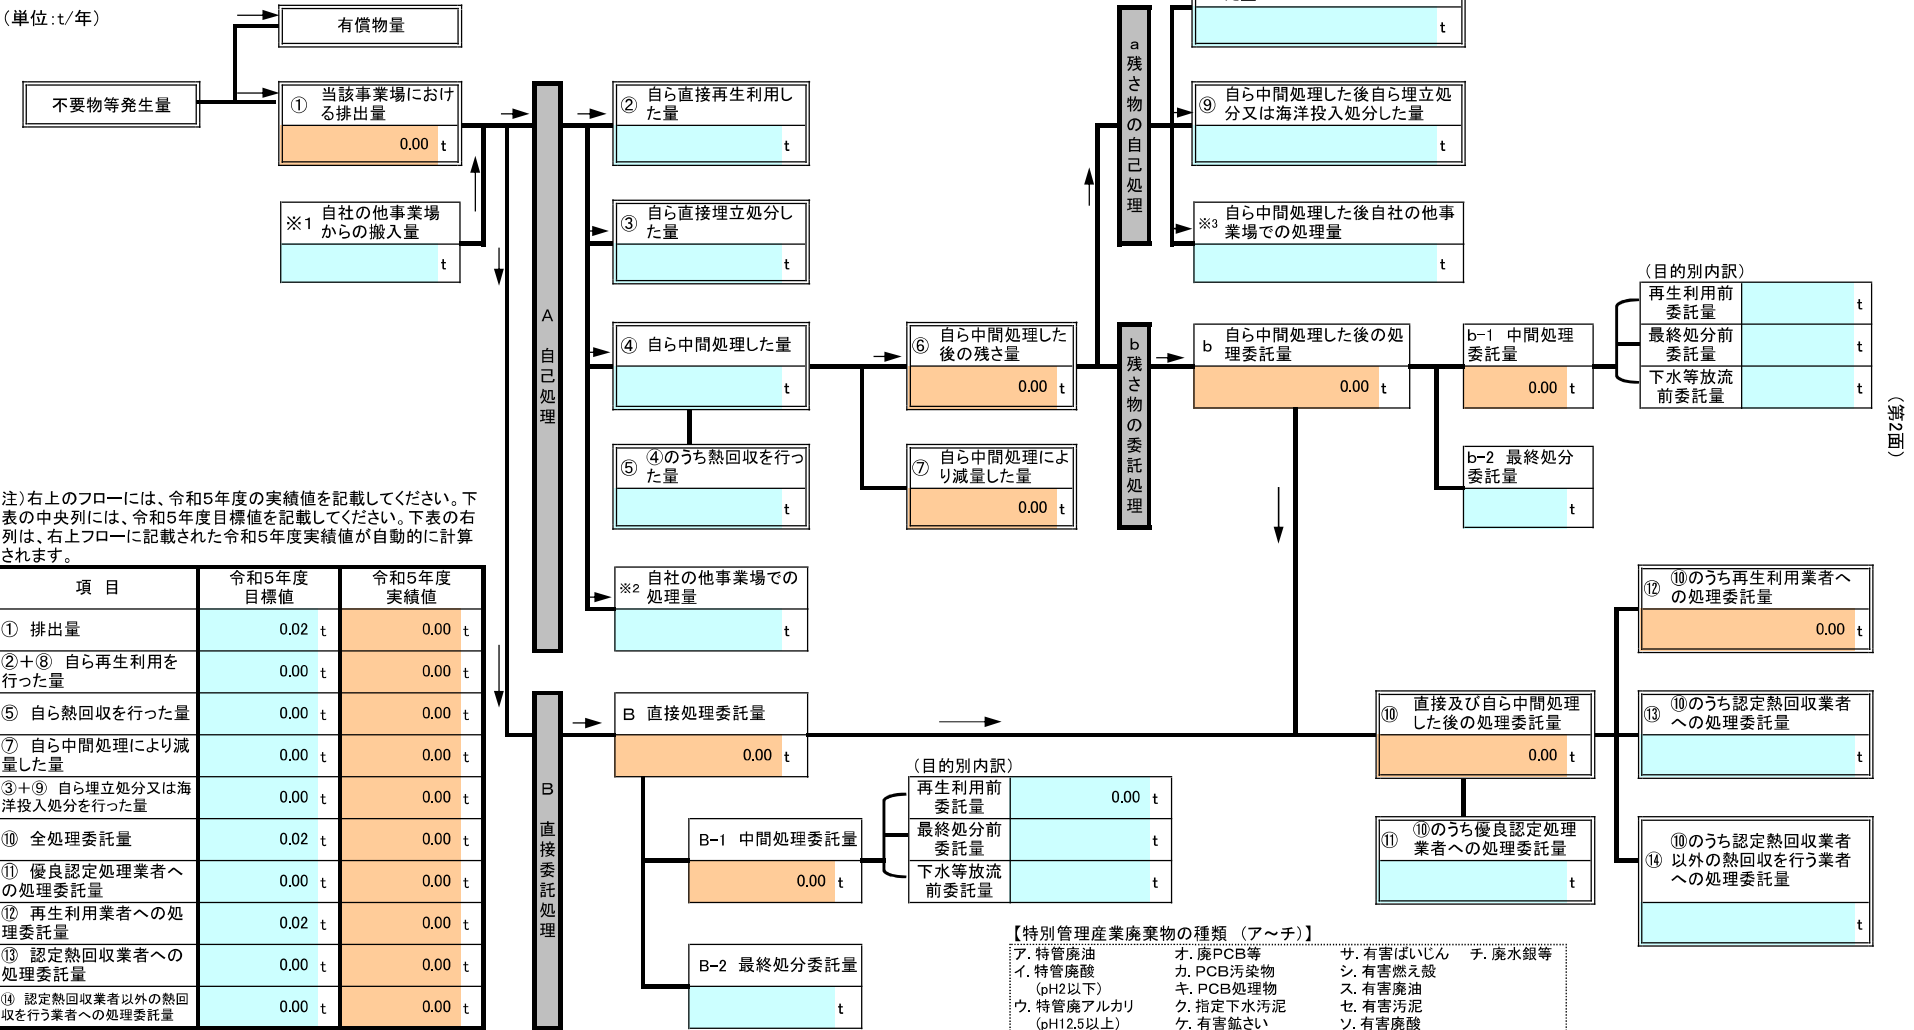 （単位：t/年）
有償物量
不要物等発生量
① 当該事業場におけ
る排出量
0.00 t
※1 自社の他事業場
からの搬入量
t
A 自己処理
② 自ら直接再生利用し
た量
t
③ 自ら直接埋立処分し
た量
t
④ 自ら中間処理した量
t
⑤ ④のうち熱回収を行っ
た量
t
※2 自社の他事業場での
処理量
t
⑥ 自ら中間処理した
後の残さ量
0.00 t
⑦ 自ら中間処理によ
り減量した量
0.00 t
a 残さ物の自己処理
t
⑨ 自ら中間処理した後自ら埋立処
分又は海洋投入処分した量
t
※3 自ら中間処理した後自社の他事
業場での処理量
t
b 残さ物の委託処理
b 自ら中間処理した後の処
理委託量
0.00 t
b-1 中間処理
委託量
0.00 t
（目的別内訳）
再生利用前
委託量 t
最終処分前
委託量 t
下水等放流
前委託量 t
b-2 最終処分
委託量
t
（第2面）
注）右上のフローには、令和5年度の実績値を記載してください。下
表の中央列には、令和5年度目標値を記載してください。下表の右
列は、右上フローに記載された令和5年度実績値が自動的に計算
されます。
項 目 令和5年度
目標値 令和5年度
実績値
① 排出量 0.02 t 0.00 t
②＋⑧ 自ら再生利用を
行った量 0.00 t 0.00 t
⑤ 自ら熱回収を行った量 0.00 t 0.00 t
⑦ 自ら中間処理により減
量した量 0.00 t 0.00 t
③＋⑨ 自ら埋立処分又は海
洋投入処分を行った量 0.00 t 0.00 t
⑩ 全処理委託量 0.02 t 0.00 t
⑪ 優良認定処理業者へ
の処理委託量 0.00 t 0.00 t
⑫ 再生利用業者への処
理委託量 0.02 t 0.00 t
⑬ 認定熱回収業者への
処理委託量 0.00 t 0.00 t
⑭ 認定熱回収業者以外の熱回
収を行う業者への処理委託量 0.00 t 0.00 t
B 直接委託処理
B 直接処理委託量
0.00 t
B-1 中間処理委託量
0.00 t
（目的別内訳）
再生利用前
委託量 0.00 t
最終処分前
委託量 t
下水等放流
前委託量 t
B-2 最終処分委託量
t
⑩ 直接及び自ら中間処理
した後の処理委託量
0.00 t
⑪ ⑩のうち優良認定処理
業者への処理委託量
t
⑫ ⑩のうち再生利用業者へ
の処理委託量
0.00 t
⑬ ⑩のうち認定熱回収業者
への処理委託量
t
⑭ ⑩のうち認定熱回収業者
以外の熱回収を行う業者
への処理委託量
t
【特別管理産業廃棄物の種類 （ア～チ）】
ア. 特管廃油 オ. 廃PCB等 サ. 有害ばいじん チ. 廃水銀等
イ. 特管廃酸 カ. PCB汚染物 シ. 有害燃え殻
（pH2以下） キ. PCB処理物 ス. 有害廃油
ウ. 特管廃アルカリ ク. 指定下水汚泥 セ. 有害汚泥
（pH12.5以上） ケ. 有害鉱さい ソ. 有害廃酸